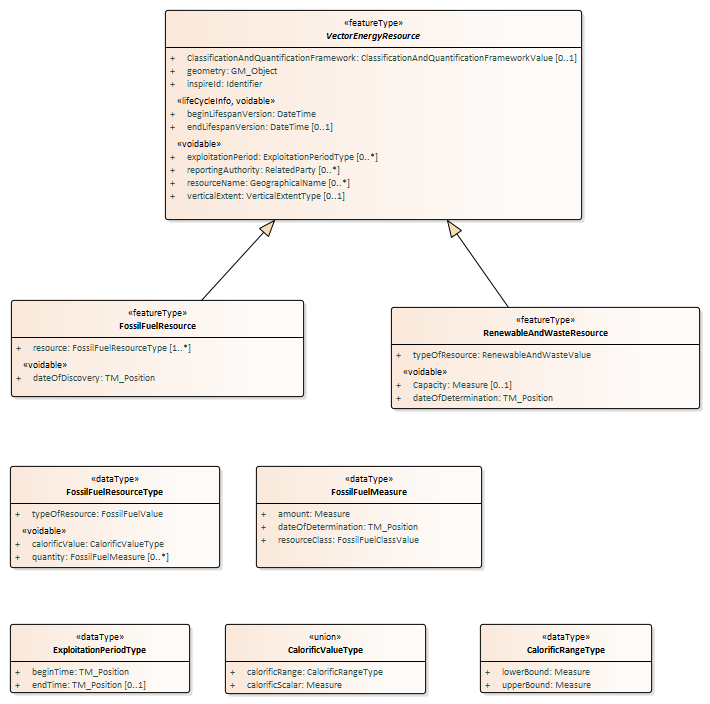 «featureType»
VectorEnergyResource
+ ClassificationAndQuantificationFramework: ClassificationAndQuantificationFrameworkValue [0..1]
+ geometry: GM_Object
+ inspireId: Identifier
«lifeCycleInfo, voidable»
+ beginLifespanVersion: DateTime
+ endLifespanVersion: DateTime [0..1]
«voidable»
+ exploitationPeriod: ExploitationPeriodType [0..*]
+ reportingAuthority: RelatedParty [0..*]
+ resourceName: GeographicalName [0..*]
+ verticalExtent: VerticalExtentType [0..1]
«featureType»
FossilFuelResource
+ resource: FossilFuelResourceType [1..*]
«voidable»
+ dateOfDiscovery: TM_Position
«featureType»
RenewableAndWasteResource
+ typeOfResource: RenewableAndWasteValue
«voidable»
+ Capacity: Measure [0..1]
+ dateOfDetermination: TM_Position
«dataType»
FossilFuelResourceType
+ typeOfResource: FossilFuelValue
«voidable»
+ calorificValue: CalorificValueType
+ quantity: FossilFuelMeasure [0..*]
«dataType»
FossilFuelMeasure
+ amount: Measure
+ dateOfDetermination: TM_Position
+ resourceClass: FossilFuelClassValue
«dataType»
ExploitationPeriodType
+ beginTime: TM_Position
+ endTime: TM_Position [0..1]
«union»
CalorificValueType
+ calorificRange: CalorificRangeType
+ calorificScalar: Measure
«dataType»
CalorificRangeType
+ lowerBound: Measure
+ upperBound: Measure